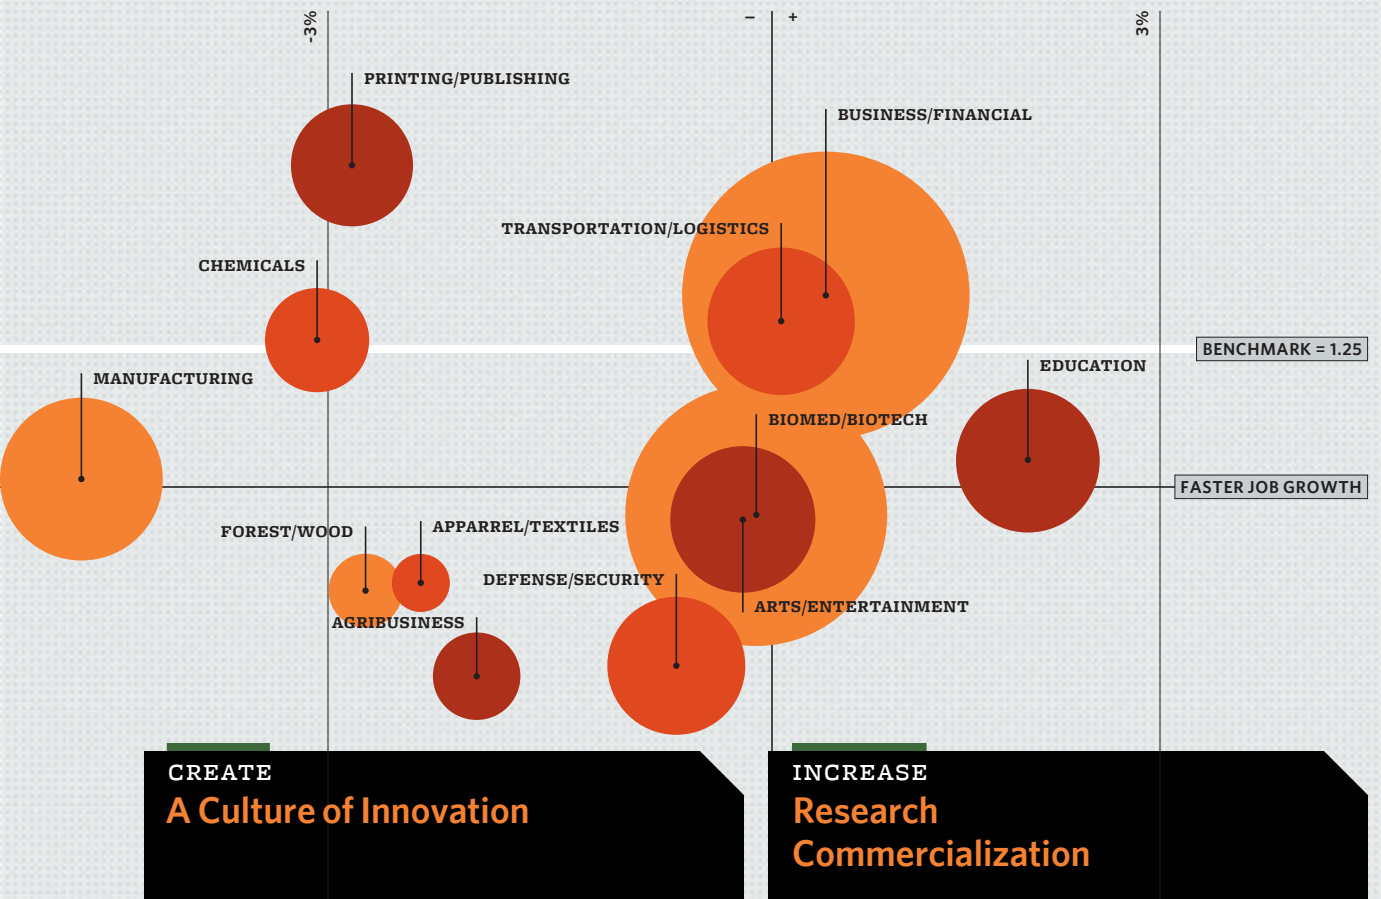 -3%
– +
3%
PRINTING/PUBLISHING
BUSINESS/FINANCIAL
TRANSPORTATION/LOGISTICS
CHEMICALS
BENCHMARK = 1.25
EDUCATION
MANUFACTURING
BIOMED/BIOTECH
FASTER JOB GROWTH
FOREST/WOOD
APPARREL/TEXTILES
DEFENSE/SECURITY
ARTS/ENTERTAINMENT
AGRIBUSINESS
CREATE
A Culture of Innovation
INCREASE
Research
Commercialization